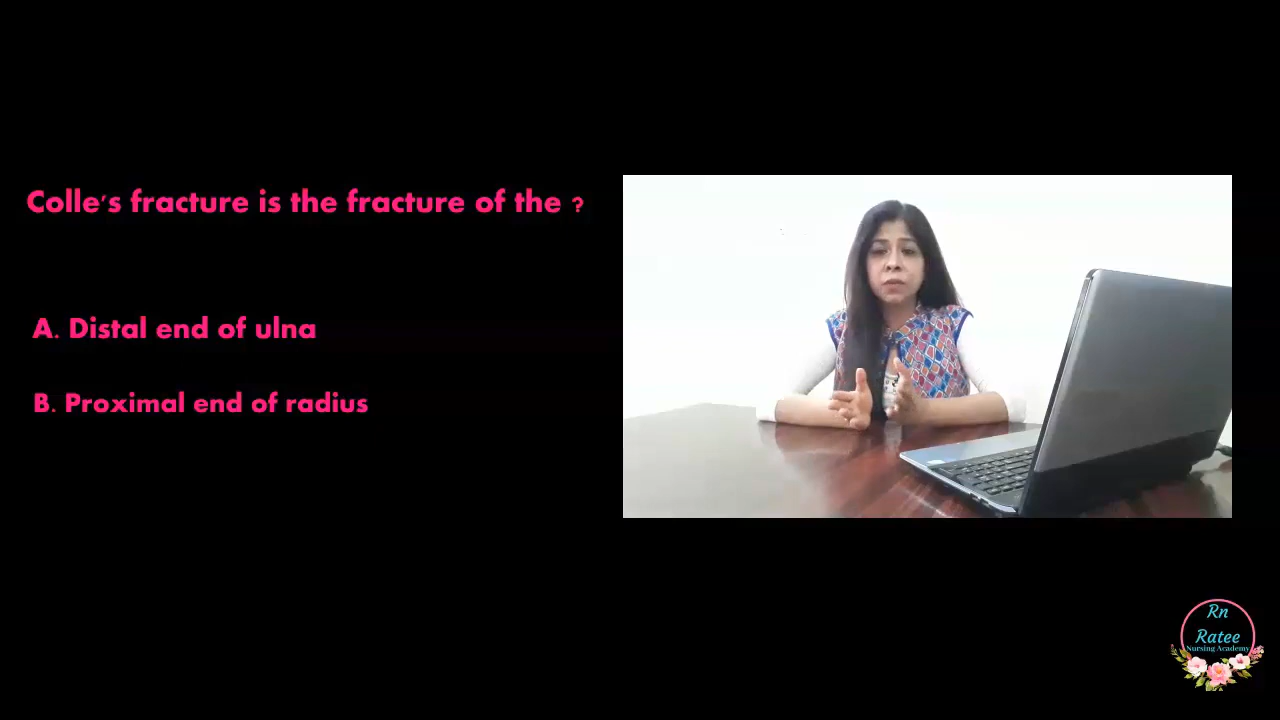 Colle's fracture is the fracture of the ?
A. Distal end of ulna
B. Proximal end of radius
Rn
Ratee
Nursing Academy